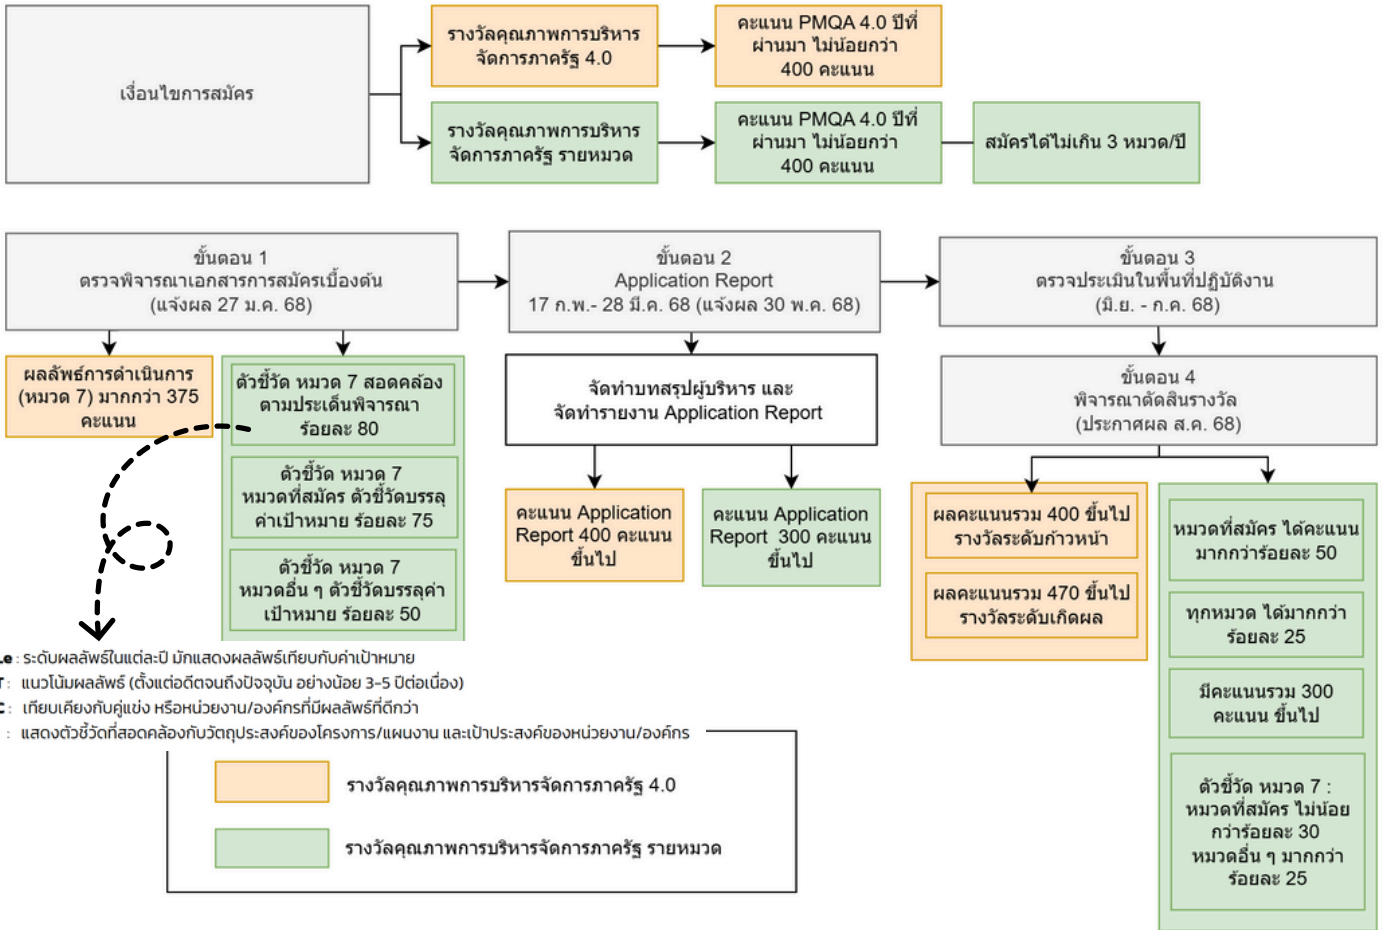 เงื่อนไขการสมัคร
รางวัลคุณภาพการบริหาร
จัดการภาครัฐ 4.0
คะแนน PMQA 4.0 ปีที่
ผ่านมา ไม่น้อยกว่า
400 คะแนน
รางวัลคุณภาพการบริหาร
จัดการภาครัฐ รายหมวด
คะแนน PMQA 4.0 ปีที่
ผ่านมา ไม่น้อยกว่า
400 คะแนน
สมัครได้ไม่เกิน 3 หมวด/ปี
ขั้นตอน 1
ตรวจพิจารณาเอกสารการสมัครเบื้องต้น
(แจ้งผล 27 ม.ค. 68)
ขั้นตอน 2
Application Report
17 ก.พ.- 28 มี.ค. 68 (แจ้งผล 30 พ.ค. 68)
ขั้นตอน 3
ตรวจประเมินในพื้นที่ปฏิบัติงาน
(มิ.ย. - ก.ค. 68)
ผลลัพธ์การดำเนินการ
(หมวด 7) มากกว่า 375
คะแนน
ตัวชี้วัด หมวด 7 สอดคล้อง
ตามประเด็นพิจารณา
ร้อยละ 80
ตัวชี้วัด หมวด 7
หมวดที่สมัคร ตัวชี้วัดบรรลุ
ค่าเป้าหมาย ร้อยละ 75
ตัวชี้วัด หมวด 7
หมวดอื่น ๆ ตัวชี้วัดบรรลุค่า
เป้าหมาย ร้อยละ 50
จัดทำบทสรุปผู้บริหาร และ
จัดทำรายงาน Application Report
คะแนน Application
Report 400 คะแนน
ขึ้นไป
คะแนน Application
Report 300 คะแนน
ขึ้นไป
ขั้นตอน 4
พิจารณาตัดสินรางวัล
(ประกาศผล ส.ค. 68)
ผลคะแนนรวม 400 ขึ้นไป
รางวัลระดับก้าวหน้า
ผลคะแนนรวม 470 ขึ้นไป
รางวัลระดับเกิดผล
หมวดที่สมัคร ได้คะแนน
มากกว่าร้อยละ 50
ทุกหมวด ได้มากกว่า
ร้อยละ 25
มีคะแนนรวม 300
คะแนน ขึ้นไป
ตัวชี้วัด หมวด 7 :
หมวดที่สมัคร ไม่น้อย
กว่าร้อยละ 30
หมวดอื่น ๆ มากกว่า
ร้อยละ 25
Le : ระดับผลลัพธ์ในแต่ละปี มักแสดงผลลัพธ์เทียบกับค่าเป้าหมาย
T : แนวโน้มผลลัพธ์ (ตั้งแต่อดีตจนถึงปัจจุบัน อย่างน้อย 3-5 ปีต่อเนื่อง)
C : เทียบเคียงกับคู่แข่ง หรือหน่วยงาน/องค์กรที่มีผลลัพธ์ที่ดีกว่า
: แสดงตัวชี้วัดที่สอดคล้องกับวัตถุประสงค์ของโครงการ/แผนงาน และเป้าประสงค์ของหน่วยงาน/องค์กร
รางวัลคุณภาพการบริหารจัดการภาครัฐ 4.0
รางวัลคุณภาพการบริหารจัดการภาครัฐ รายหมวด